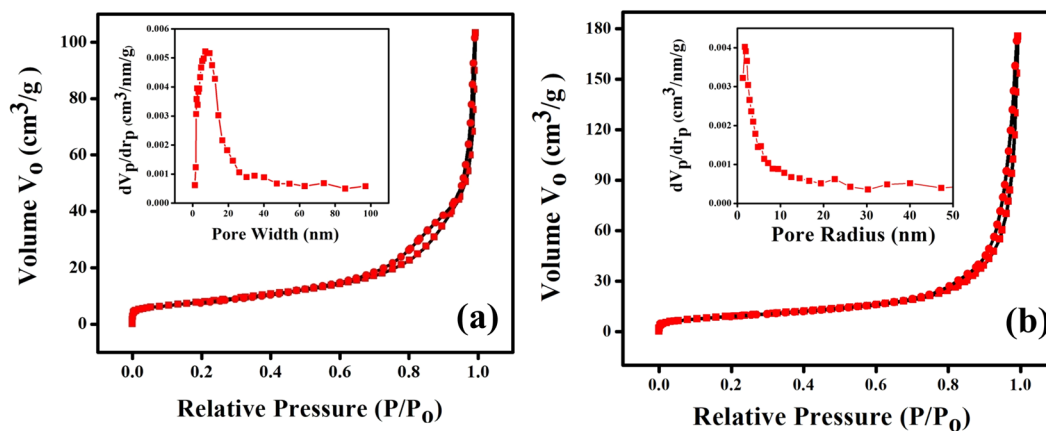 Volume Vo (cm³/g)
100
80
60
40
20
0
0.0 0.2 0.4 0.6 0.8 1.0
Relative Pressure (P/Po)
(a)
dVp/drp (cm³/nm/g)
0.006
0.005
0.004
0.003
0.002
0.001
0.000
0 20 40 60 80 100
Pore Width (nm)
Volume Vo (cm³/g)
180
150
120
90
60
30
0
0.0 0.2 0.4 0.6 0.8 1.0
Relative Pressure (P/Po)
(b)
dVp/drp (cm³/nm/g)
0.004
0.003
0.002
0.001
0.000
0 10 20 30 40 50
Pore Radius (nm)